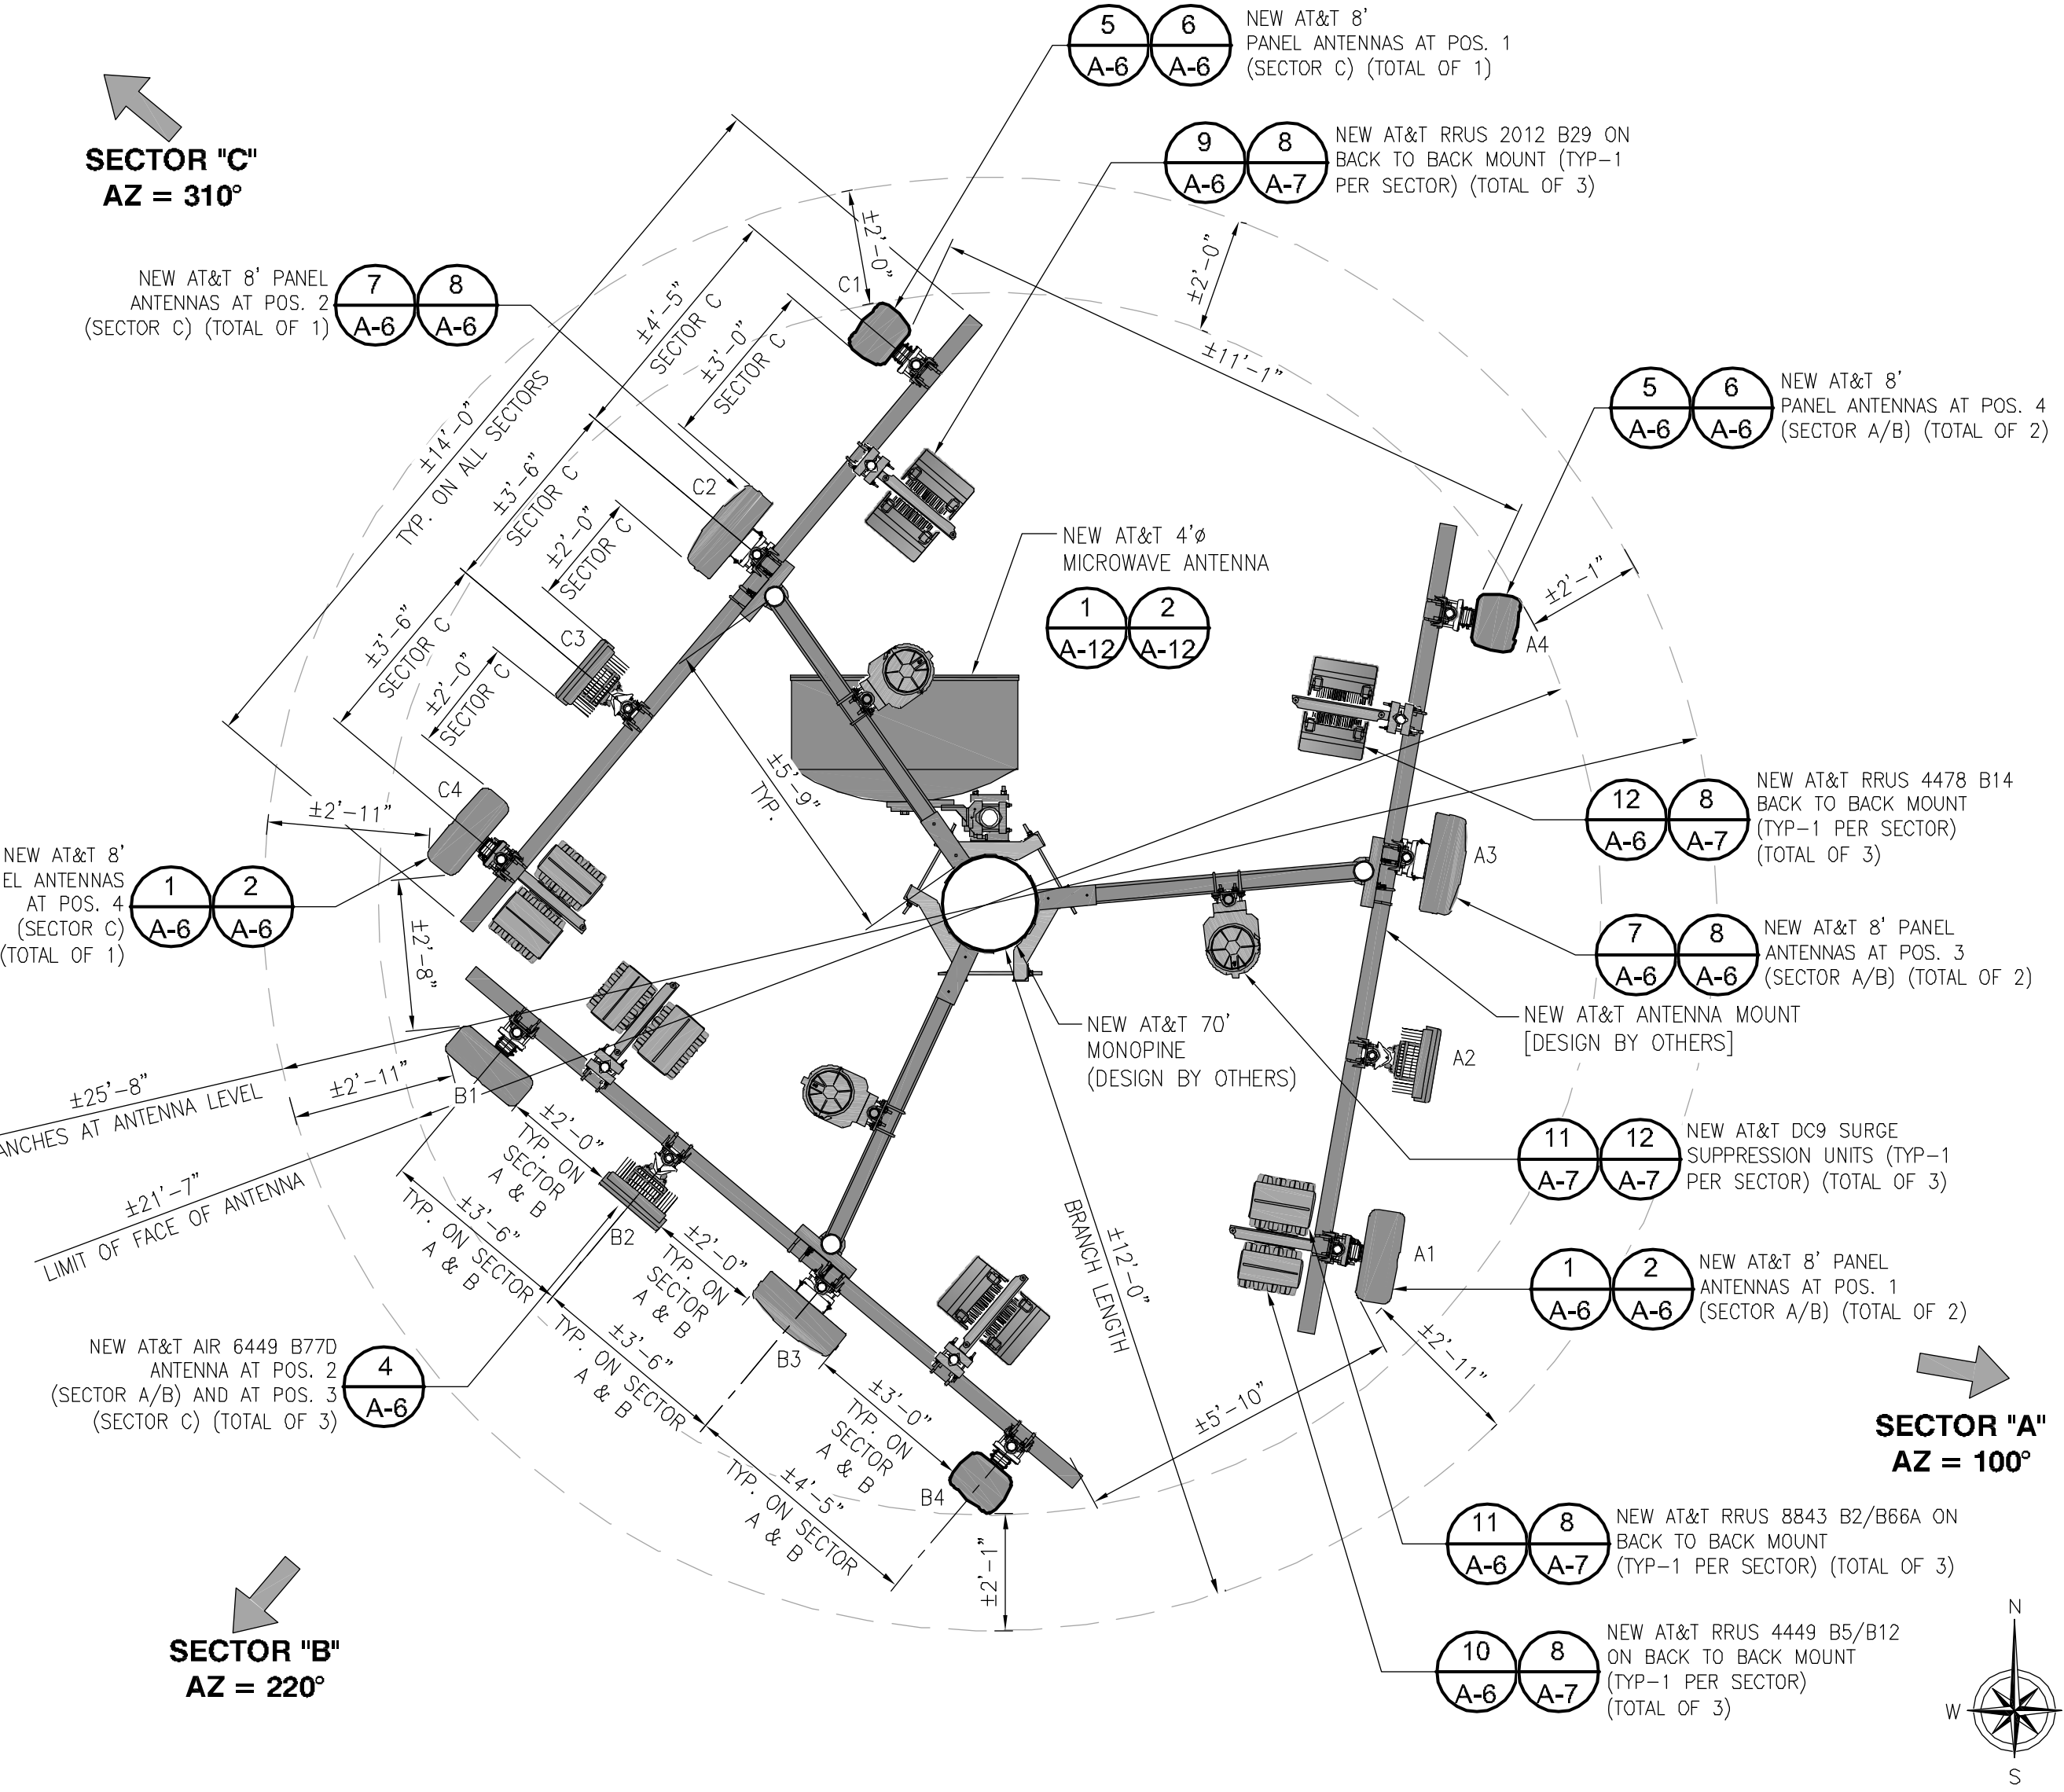 5
A-6
6
A-6
NEW AT&T 8'
PANEL ANTENNAS AT POS. 1
(SECTOR C) (TOTAL OF 1)
SECTOR "C"
AZ = 310°
9
A-6
8
A-7
NEW AT&T RRUS 2012 B29 ON
BACK TO BACK MOUNT (TYP-1
PER SECTOR) (TOTAL OF 3)
NEW AT&T 8' PANEL
ANTENNAS AT POS. 2
(SECTOR C) (TOTAL OF 1)
7
A-6
8
A-6
±2'-0"
C1
±2'-0"
±4'-5"
SECTOR C
±3'-0"
SECTOR C
±11'-1"
±14'-0"
TYP. ON ALL SECTORS
5
A-6
6
A-6
NEW AT&T 8'
PANEL ANTENNAS AT POS. 4
(SECTOR A/B) (TOTAL OF 2)
±3'-6"
SECTOR C
C2
±2'-0"
SECTOR C
NEW AT&T 4'ø
MICROWAVE ANTENNA
1
A-12
2
A-12
±2'-1"
A4
±3'-6"
SECTOR C
C3
±2'-0"
SECTOR C
±5'-9"
TYP.
C4
±2'-11"
12
A-6
8
A-7
NEW AT&T RRUS 4478 B14
BACK TO BACK MOUNT
(TYP-1 PER SECTOR)
(TOTAL OF 3)
NEW AT&T 8'
EL ANTENNAS
AT POS. 4
(SECTOR C)
(TOTAL OF 1)
1
A-6
2
A-6
A3
±2'-8"
7
A-6
8
A-6
NEW AT&T 8' PANEL
ANTENNAS AT POS. 3
(SECTOR A/B) (TOTAL OF 2)
NEW AT&T ANTENNA MOUNT
[DESIGN BY OTHERS]
NEW AT&T 70'
MONOPINE
(DESIGN BY OTHERS)
A2
±25'-8"
ANCHES AT ANTENNA LEVEL
±2'-11"
B1
±2'-0"
TYP. ON
SECTOR
A & B
11
A-7
12
A-7
NEW AT&T DC9 SURGE
SUPPRESSION UNITS (TYP-1
PER SECTOR) (TOTAL OF 3)
±21'-7"
LIMIT OF FACE OF ANTENNA
±3'-6"
TYP. ON SECTOR
A & B
B2
±2'-0"
TYP. ON
SECTOR
A & B
±12'-0"
BRANCH LENGTH
A1
1
A-6
2
A-6
NEW AT&T 8' PANEL
ANTENNAS AT POS. 1
(SECTOR A/B) (TOTAL OF 2)
NEW AT&T AIR 6449 B77D
ANTENNA AT POS. 2
(SECTOR A/B) AND AT POS. 3
(SECTOR C) (TOTAL OF 3)
4
A-6
±3'-6"
TYP. ON SECTOR
A & B
B3
±3'-0"
TYP. ON
SECTOR
A & B
±2'-11"
±5'-10"
SECTOR "A"
AZ = 100°
±4'-5"
TYP. ON SECTOR
A & B
B4
±2'-1"
11
A-6
8
A-7
NEW AT&T RRUS 8843 B2/B66A ON
BACK TO BACK MOUNT
(TYP-1 PER SECTOR) (TOTAL OF 3)
SECTOR "B"
AZ = 220°
10
A-6
8
A-7
NEW AT&T RRUS 4449 B5/B12
ON BACK TO BACK MOUNT
(TYP-1 PER SECTOR)
(TOTAL OF 3)
N
W
S